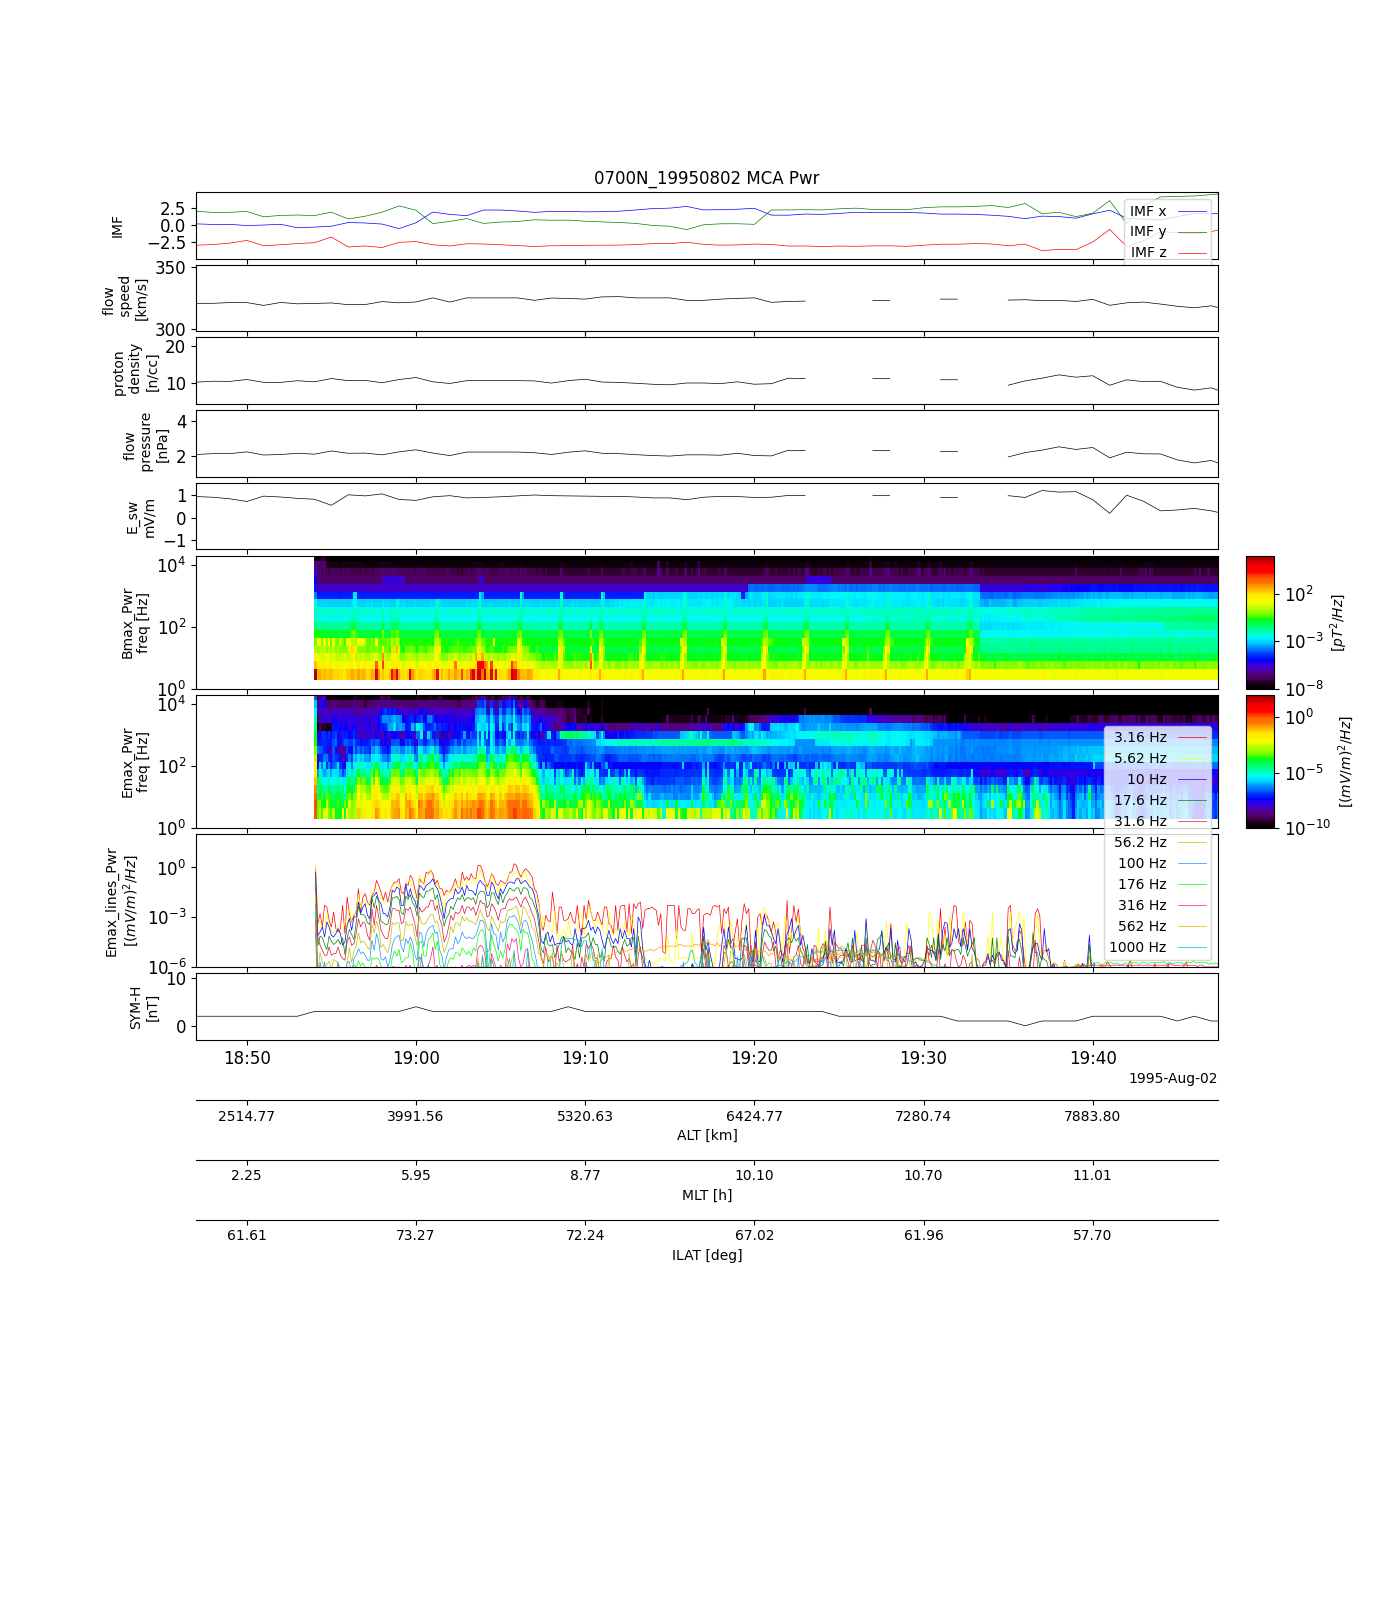 0700N_19950802 MCA Pwr
IMF
2.5
0.0
−2.5
IMF x
IMF y
IMF z
flow
speed
[km/s]
350
300
proton
density
[n/cc]
20
10
flow
pressure
[nPa]
4
2
E_sw
mV/m
1
0
−1
Bmax_Pwr
freq [Hz]
10^4
10^2
10^0
10^2
10^−3
10^−8
[pT^2/Hz]
Emax_Pwr
freq [Hz]
10^4
10^2
10^0
10^0
10^−5
10^−10
[(mV/m)^2/Hz]
3.16 Hz
5.62 Hz
10 Hz
17.6 Hz
31.6 Hz
56.2 Hz
100 Hz
176 Hz
316 Hz
562 Hz
1000 Hz
Emax_lines_Pwr
[(mV/m)^2/Hz]
10^0
10^−3
10^−6
SYM-H
[nT]
10
0
18:50 19:00 19:10 19:20 19:30 19:40
1995-Aug-02
2514.77 3991.56 5320.63 6424.77 7280.74 7883.80
ALT [km]
2.25 5.95 8.77 10.10 10.70 11.01
MLT [h]
61.61 73.27 72.24 67.02 61.96 57.70
ILAT [deg]